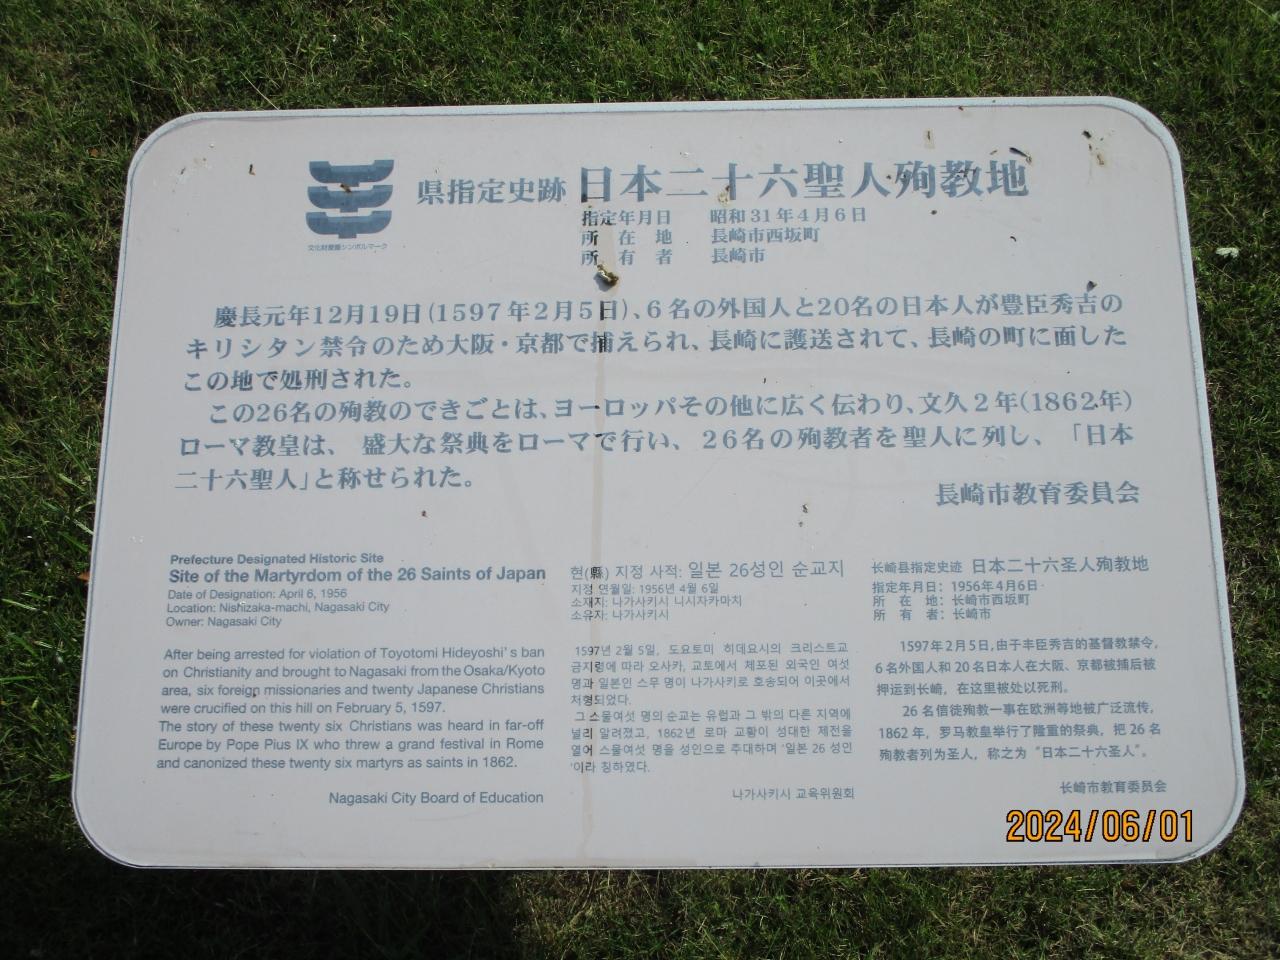 文化財愛護シンボルマーク
県指定史跡 日本二十六聖人殉教地
指定年月日 昭和31年4月6日
所在地 長崎市西坂町
所有者 長崎市
慶長元年12月19日(1597年2月5日)、6名の外国人と20名の日本人が豊臣秀吉の
キリシタン禁令のため大阪・京都で捕えられ、長崎に護送されて、長崎の町に面した
この地で処刑された。
この26名の殉教のできごとは、ヨーロッパその他に広く伝わり、文久2年(1862年)
ローマ教皇は、盛大な祭典をローマで行い、26名の殉教者を聖人に列し、「日本
二十六聖人」と称せられた。
長崎市教育委員会
Prefecture Designated Historic Site
Site of the Martyrdom of the 26 Saints of Japan
Date of Designation: April 6, 1956
Location: Nishizaka-machi, Nagasaki City
Owner: Nagasaki City
After being arrested for violation of Toyotomi Hideyoshi's ban
on Christianity and brought to Nagasaki from the Osaka/Kyoto
area, six foreign missionaries and twenty Japanese Christians
were crucified on this hill on February 5, 1597.
The story of these twenty six Christians was heard in far-off
Europe by Pope Pius IX who threw a grand festival in Rome
and canonized these twenty six martyrs as saints in 1862.
Nagasaki City Board of Education
현(縣) 지정 사적: 일본 26성인 순교지
지정 연월일: 1956년 4월 6일
소재지: 나가사키시 니시자카마치
소유자: 나가사키시
1597년 2월 5일, 도요토미 히데요시의 크리스트교
금지령에 따라 오사카, 교토에서 체포된 외국인 여섯
명과 일본인 스무 명이 나가사키로 호송되어 이곳에서
처형되었다.
그 스물여섯 명의 순교는 유럽과 그 밖의 다른 지역에
널리 알려졌고, 1862년 로마 교황이 성대한 제전을
열어 스물여섯 명을 성인으로 추대하며 '일본 26 성인
'이라 칭하였다.
나가사키시 교육위원회
长崎县指定史迹 日本二十六圣人殉教地
指定年月日：1956年4月6日
所在地：长崎市西坂町
所有者：长崎市
1597年2月5日，由于丰臣秀吉的基督教禁令，
6名外国人和20名日本人在大阪、京都被捕后被
押运到长崎，在这里被处以死刑。
26名信徒殉教一事在欧洲等地被广泛流传，
1862年，罗马教皇举行了隆重的祭典，把26名
殉教者列为圣人，称之为"日本二十六圣人"。
长崎市教育委员会
2024/06/01